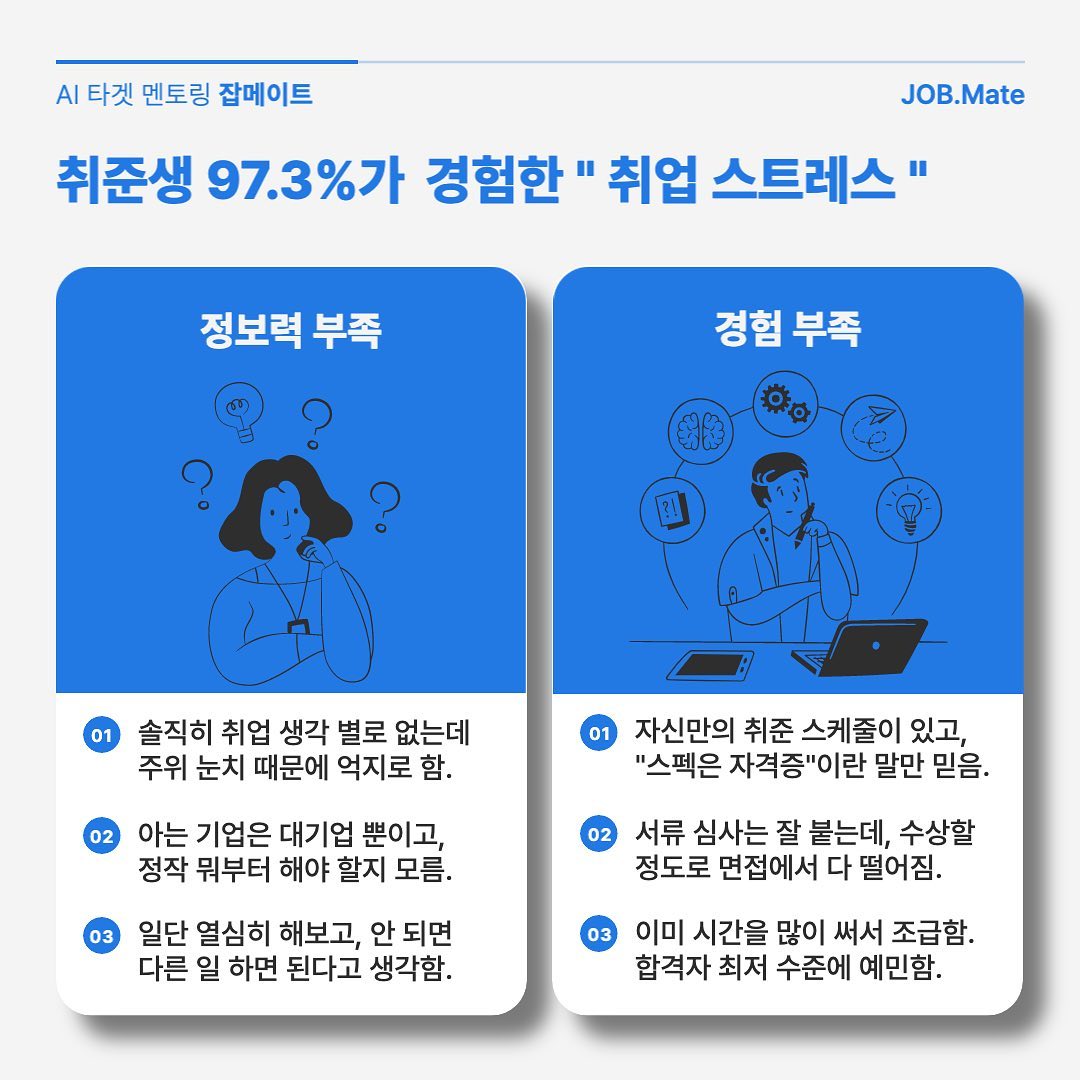 AI 타겟 멘토링 잡메이트
JOB.Mate
취준생 97.3%가 경험한 " 취업 스트레스 "
정보력 부족
01 솔직히 취업 생각 별로 없는데
주위 눈치 때문에 억지로 함.
02 아는 기업은 대기업 뿐이고,
정작 뭐부터 해야 할지 모름.
03 일단 열심히 해보고, 안 되면
다른 일 하면 된다고 생각함.
경험 부족
?!
01 자신만의 취준 스케줄이 있고,
"스펙은 자격증"이란 말만 믿음.
02 서류 심사는 잘 붙는데, 수상할
정도로 면접에서 다 떨어짐.
03 이미 시간을 많이 써서 조급함.
합격자 최저 수준에 예민함.